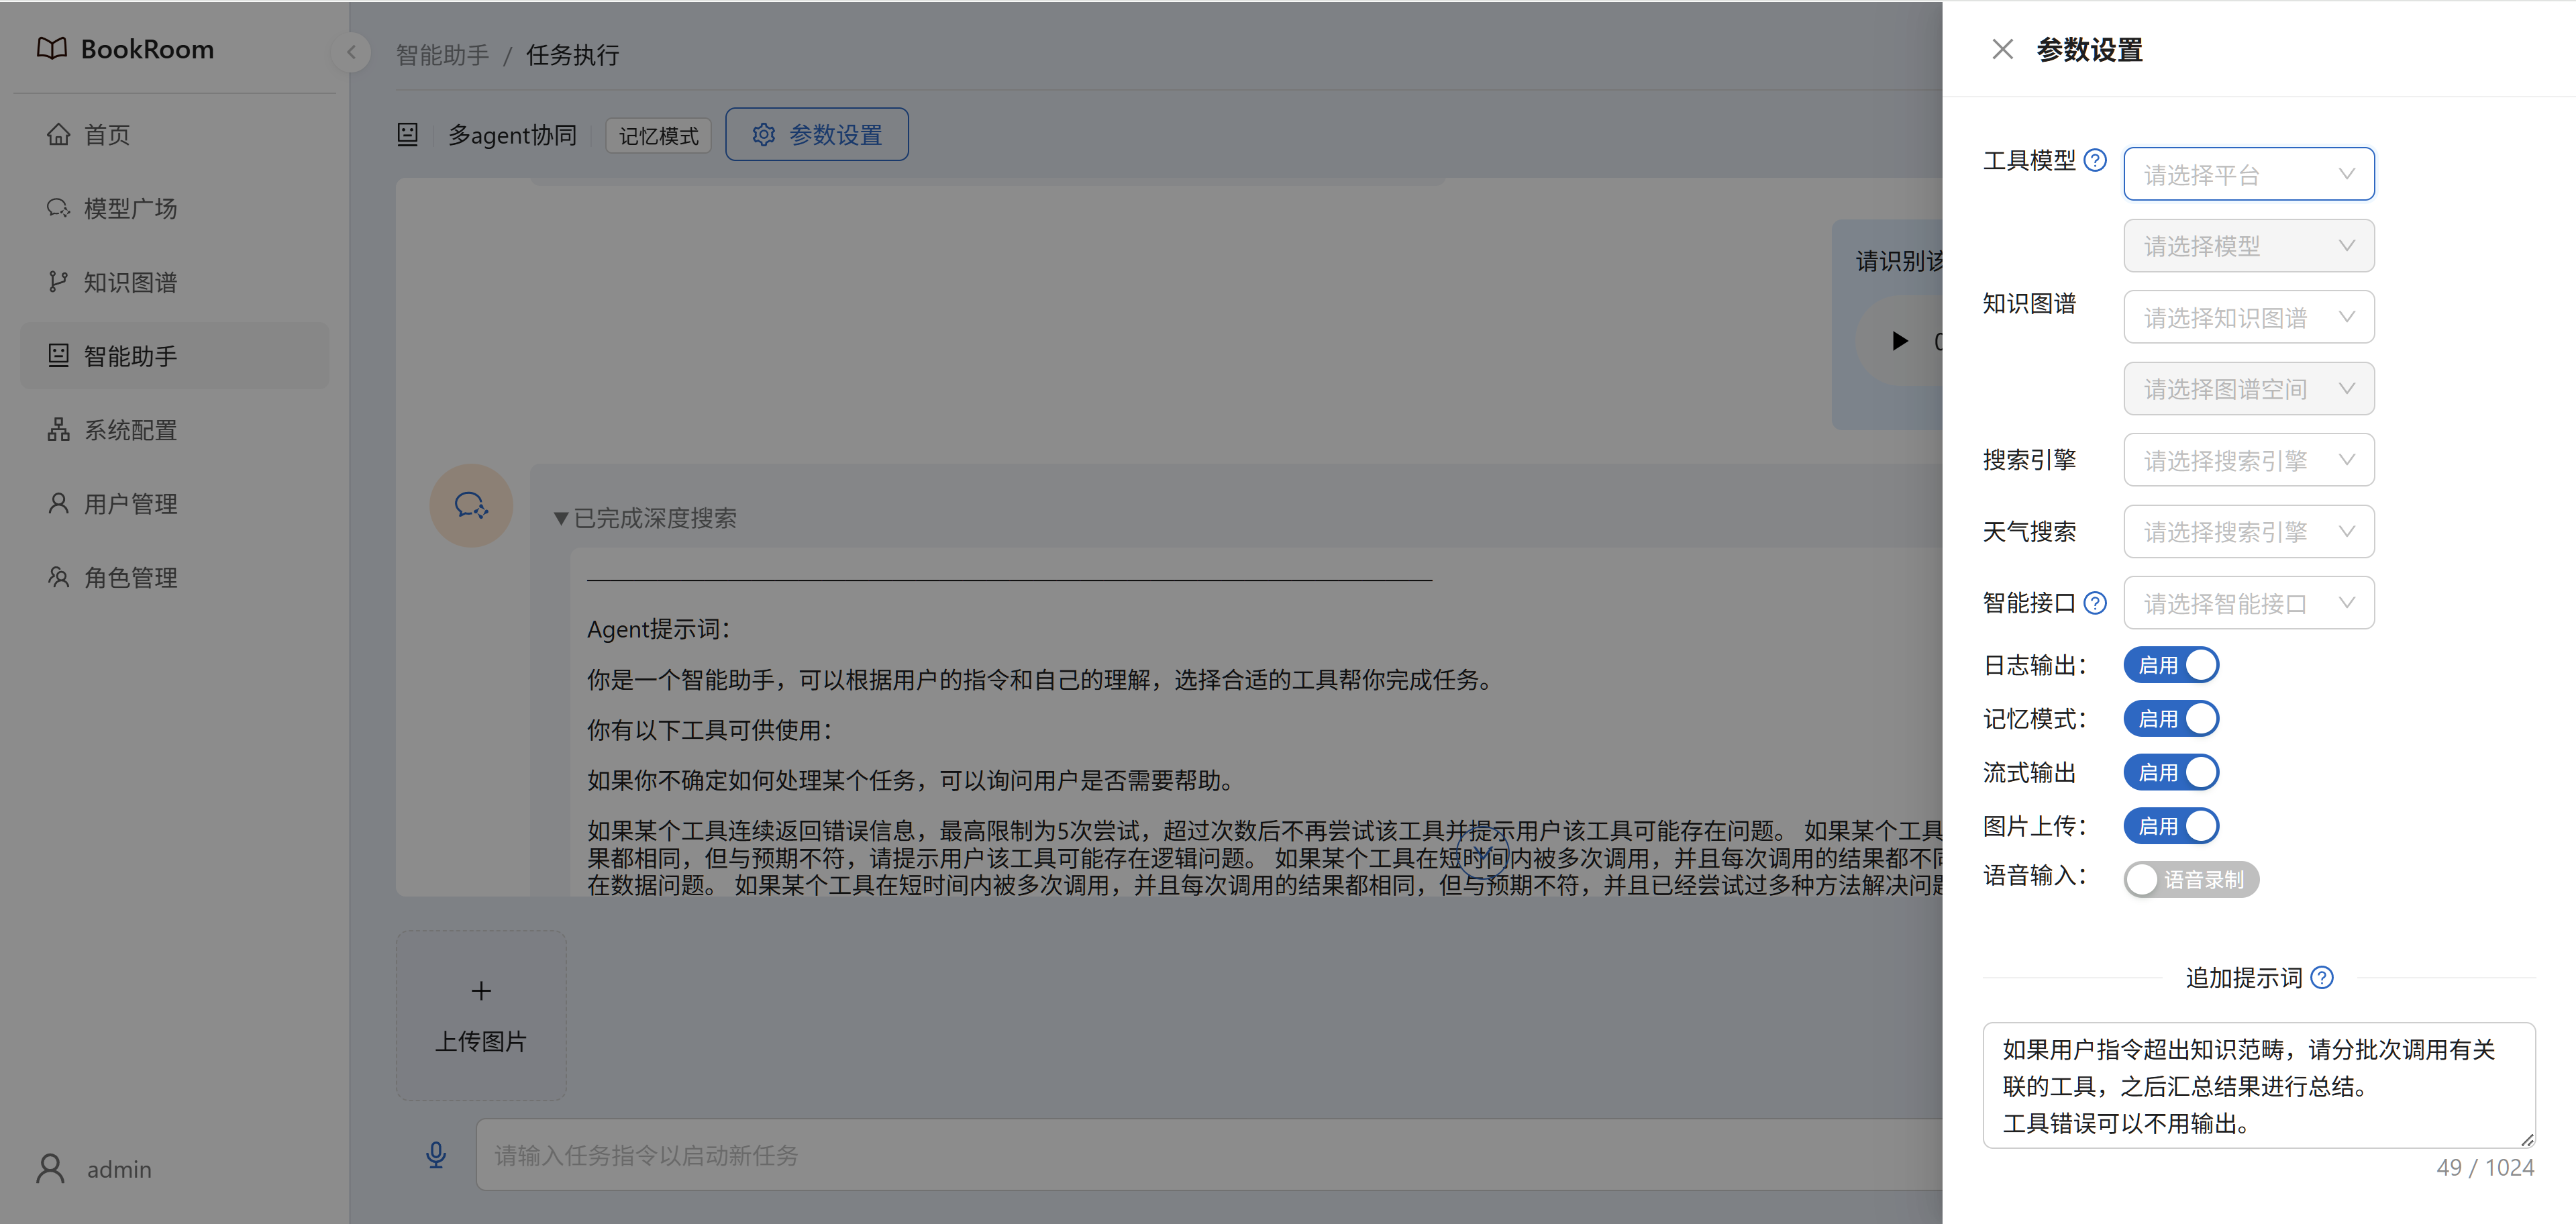 BookRoom
首页
模型广场
知识图谱
智能助手
系统配置
用户管理
角色管理
admin
智能助手 / 任务执行
多agent协同
记忆模式
参数设置
请识别该
已完成深度搜索
Agent提示词：
你是一个智能助手，可以根据用户的指令和自己的理解，选择合适的工具帮你完成任务。
你有以下工具可供使用：
如果你不确定如何处理某个任务，可以询问用户是否需要帮助。
如果某个工具连续返回错误信息，最高限制为5次尝试，超过次数后不再尝试该工具并提示用户该工具可能存在问题。 如果某个工具
果都相同，但与预期不符，请提示用户该工具可能存在逻辑问题。 如果某个工具在短时间内被多次调用，并且每次调用的结果都不同
在数据问题。 如果某个工具在短时间内被多次调用，并且每次调用的结果都相同，但与预期不符，并且已经尝试过多种方法解决问题
上传图片
请输入任务指令以启动新任务
参数设置
工具模型 请选择平台
请选择模型
知识图谱 请选择知识图谱
请选择图谱空间
搜索引擎 请选择搜索引擎
天气搜索 请选择搜索引擎
智能接口 请选择智能接口
日志输出： 启用
记忆模式： 启用
流式输出 启用
图片上传： 启用
语音输入： 语音录制
追加提示词
如果用户指令超出知识范畴，请分批次调用有关
联的工具，之后汇总结果进行总结。
工具错误可以不用输出。
49 / 1024